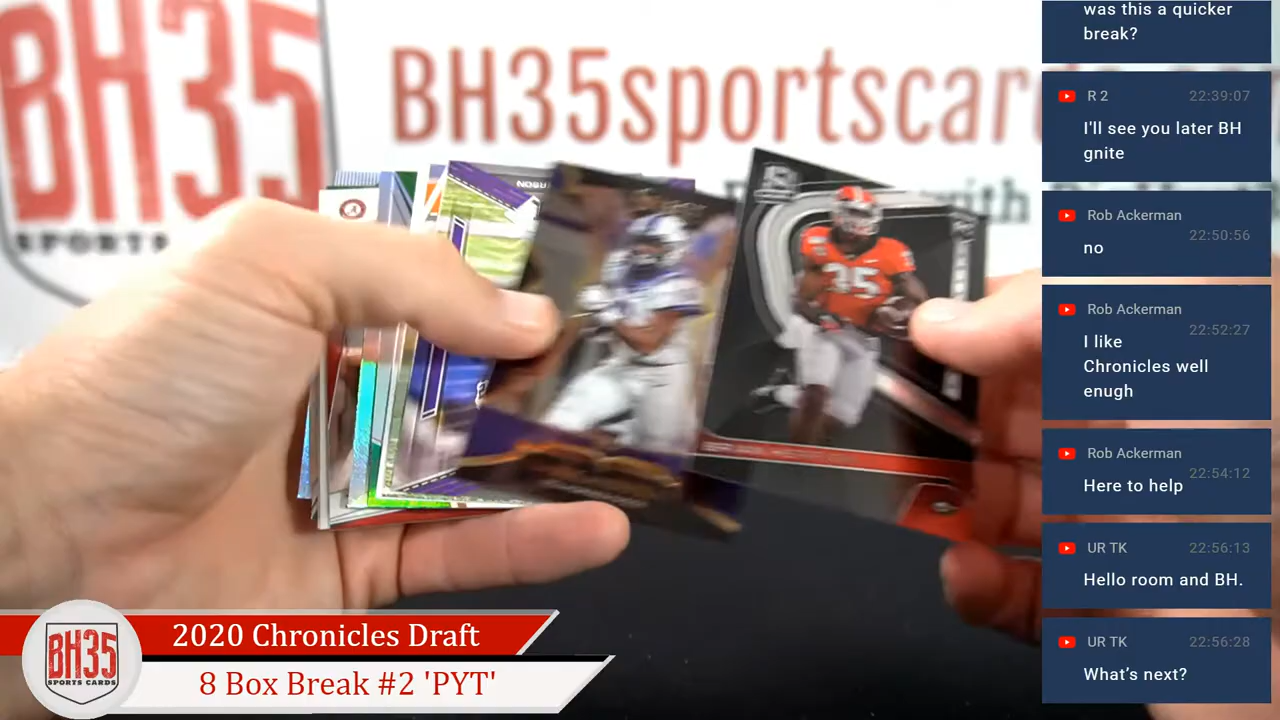 BH35
SPORTS
BH35sportscar
with
35
was this a quicker
break?
R 2 22:39:07
I'll see you later BH
gnite
Rob Ackerman
22:50:56
no
Rob Ackerman
22:52:27
I like
Chronicles well
enugh
Rob Ackerman
22:54:12
Here to help
UR TK 22:56:13
Hello room and BH.
UR TK 22:56:28
What's next?
2020 Chronicles Draft
8 Box Break #2 'PYT'
BH35
SPORTS CARDS